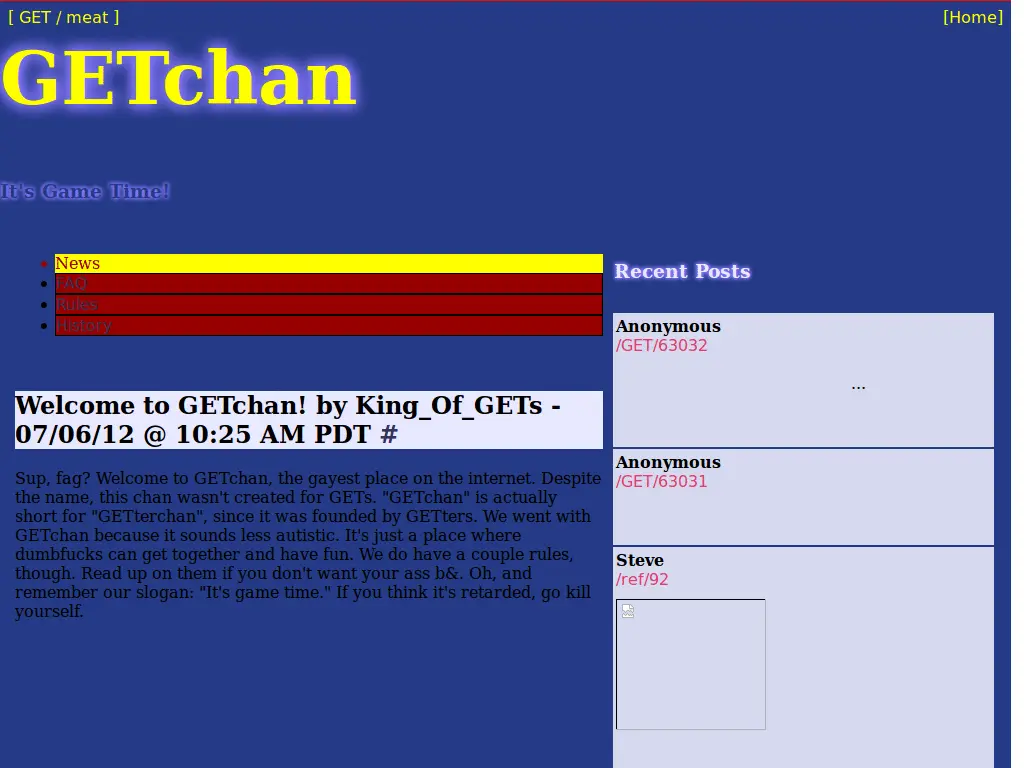 [ GET / meat ]
[Home]
GETchan
It's Game Time!
News
FAQ
Rules
History
Welcome to GETchan! by King_Of_GETs -
07/06/12 @ 10:25 AM PDT #
Sup, fag? Welcome to GETchan, the gayest place on the internet. Despite
the name, this chan wasn't created for GETs. "GETchan" is actually
short for "GETterchan", since it was founded by GETters. We went with
GETchan because it sounds less autistic. It's just a place where
dumbfucks can get together and have fun. We do have a couple rules,
though. Read up on them if you don't want your ass b&. Oh, and
remember our slogan: "It's game time." If you think it's retarded, go kill
yourself.
Recent Posts
Anonymous
/GET/63032
...
Anonymous
/GET/63031
Steve
/ref/92